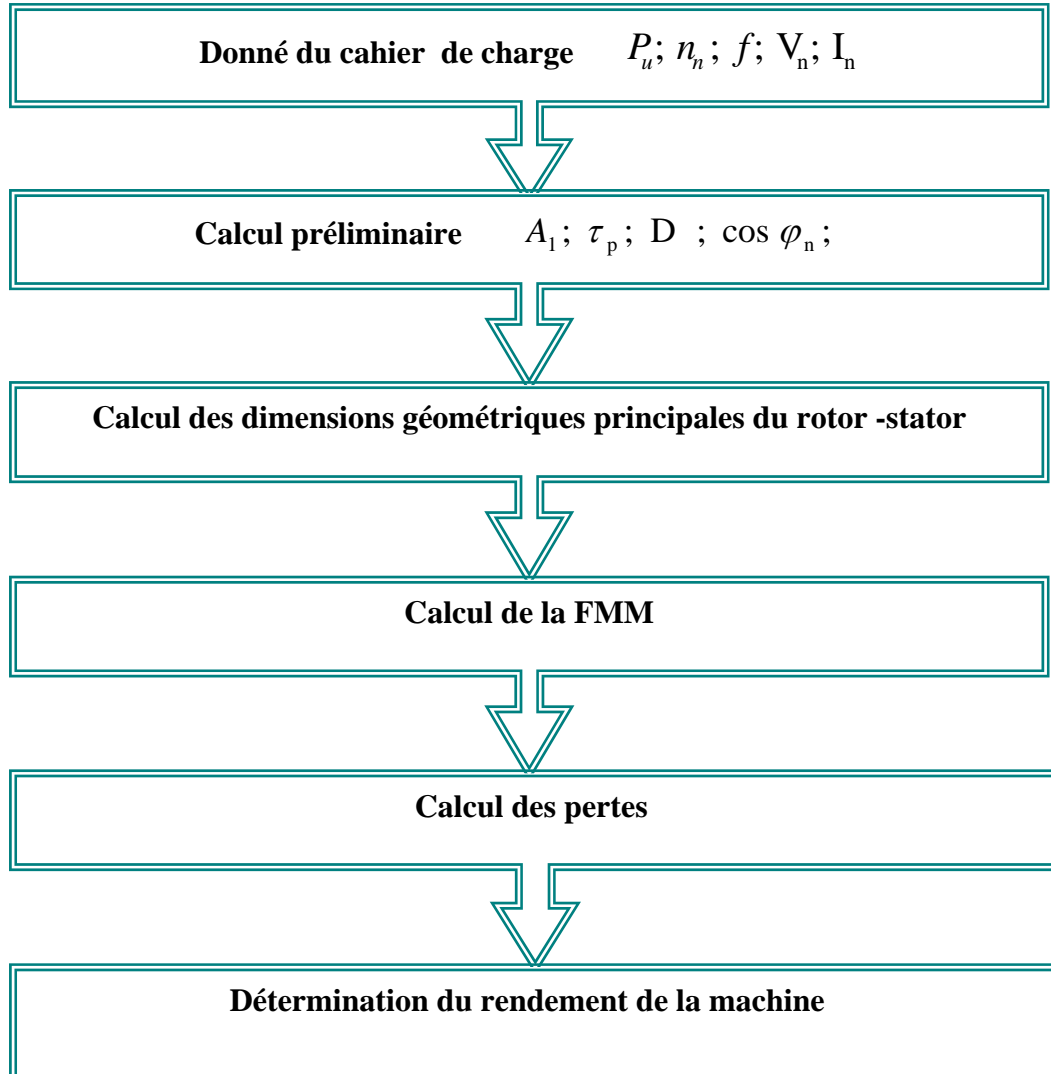 Donné du cahier de charge P_u; n_n; f; V_n; I_n
Calcul préliminaire A_1; τ_p; D ; cos φ_n;
Calcul des dimensions géométriques principales du rotor -stator
Calcul de la FMM
Calcul des pertes
Détermination du rendement de la machine